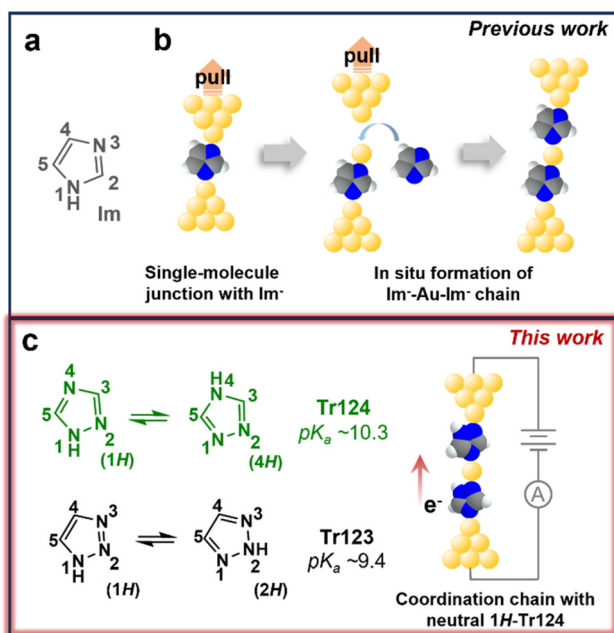 a
b
Previous work
pull
pull
4
N 3
5
2
1 N
H
Im
Single-molecule
junction with Im⁻
In situ formation of
Im⁻-Au-Im⁻ chain
c
This work
4
N
3
5
N 2
1 N
H
(1H)
H
N4
3
5
N
1
N
2
(4H)
Tr124
pKₐ ~10.3
4
N 3
5
N 2
1 N
H
(1H)
4
N 3
5
NH
2
N
1
(2H)
Tr123
pKₐ ~9.4
e⁻
A
Coordination chain with
neutral 1H-Tr124